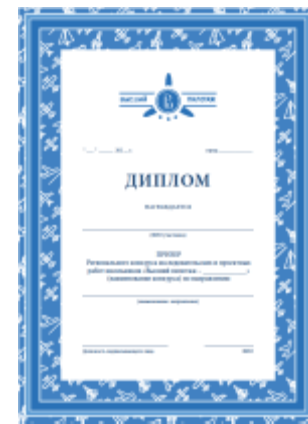 ВЫСШИЙ ПИЛОТАЖ
ДИПЛОМ
НАГРАЖДАЕТСЯ
ПРИЗЕР
Регионального конкурса исследовательских и проектных
работ школьников «Высший пилотаж –
(наименование конкурса) по направлению
(наименование направления)
ФИО